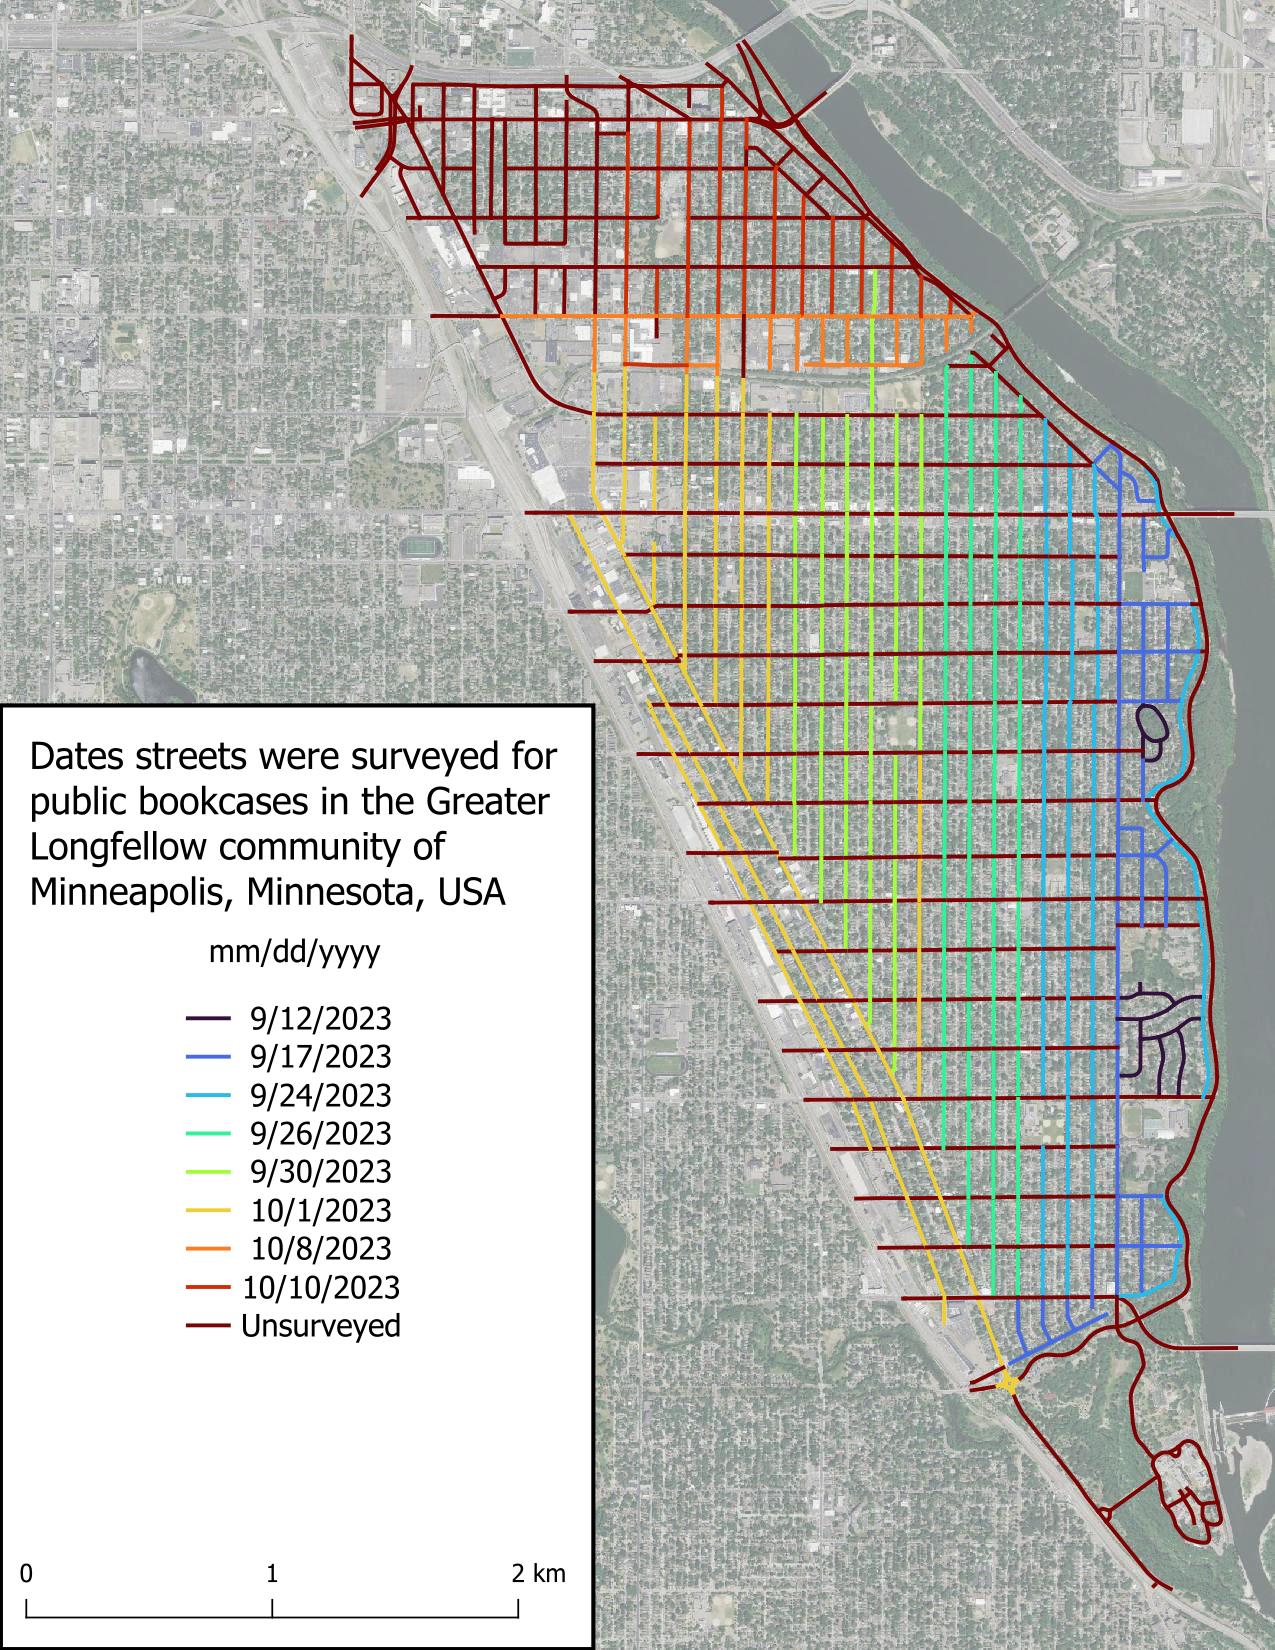 Dates streets were surveyed for
public bookcases in the Greater
Longfellow community of
Minneapolis, Minnesota, USA
mm/dd/yyyy
9/12/2023
9/17/2023
9/24/2023
9/26/2023
9/30/2023
10/1/2023
10/8/2023
10/10/2023
Unsurveyed
0 1 2 km